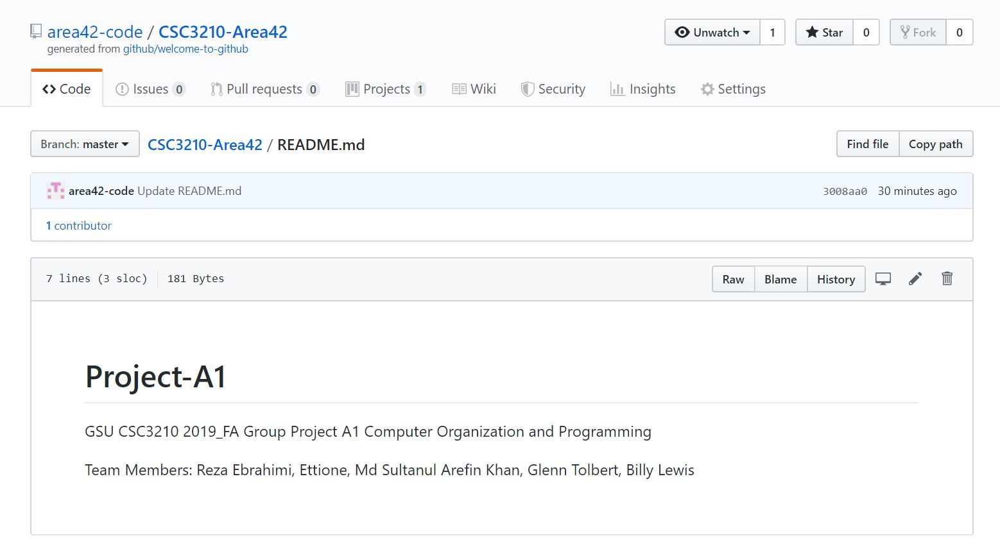 area42-code / CSC3210-Area42
generated from github/welcome-to-github
Unwatch 1 Star 0 Fork 0
Code Issues 0 Pull requests 0 Projects 1 Wiki Security Insights Settings
Branch: master CSC3210-Area42 / README.md Find file Copy path
area42-code Update README.md 3008aa0 30 minutes ago
1 contributor
7 lines (3 sloc) 181 Bytes Raw Blame History
Project-A1
GSU CSC3210 2019_FA Group Project A1 Computer Organization and Programming
Team Members: Reza Ebrahimi, Ettione, Md Sultanul Arefin Khan, Glenn Tolbert, Billy Lewis